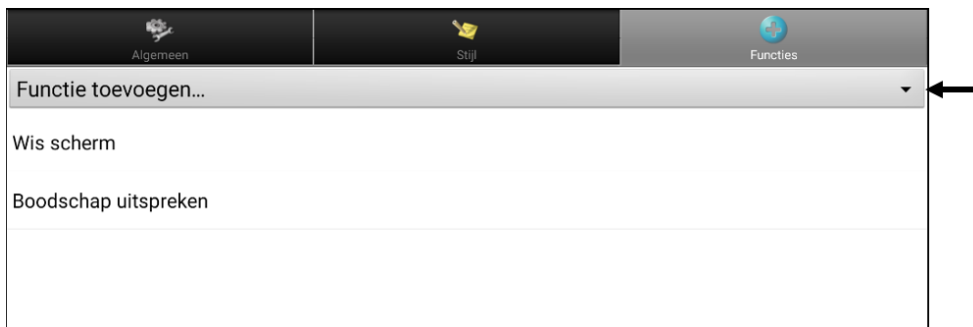 Algemeen
Stijl
Functies
Functie toevoegen...
Wis scherm
Boodschap uitspreken